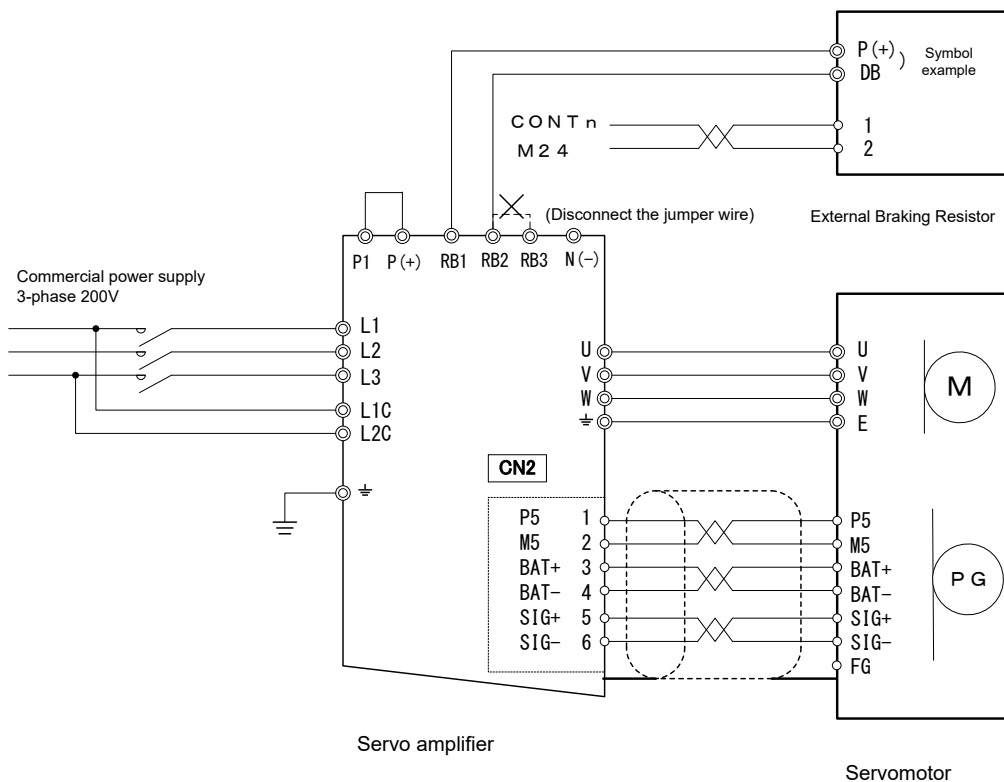 P(+)
DB
)
Symbol
example
CONTn
M24
1
2
(Disconnect the jumper wire)
External Braking Resistor
P1 P(+) RB1 RB2 RB3 N(-)
Commercial power supply
3-phase 200V
L1
L2
L3
L1C
L2C
U
V
W
U
V
W
E
M
CN2
P5 1
M5 2
BAT+ 3
BAT- 4
SIG+ 5
SIG- 6
P5
M5
BAT+
BAT-
SIG+
SIG-
FG
PG
Servo amplifier
Servomotor